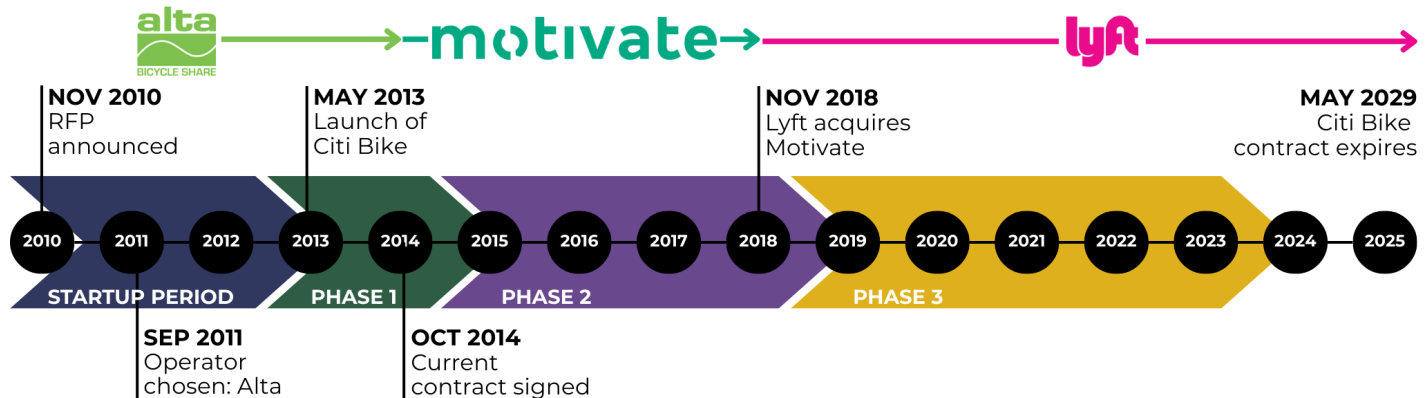 alta
BICYCLE SHARE
motivate
lyft
NOV 2010
RFP
announced
MAY 2013
Launch of
Citi Bike
NOV 2018
Lyft acquires
Motivate
MAY 2029
Citi Bike
contract expires
2010
2011
2012
2013
2014
2015
2016
2017
2018
2019
2020
2021
2022
2023
2024
2025
STARTUP PERIOD
PHASE 1
PHASE 2
PHASE 3
SEP 2011
Operator
chosen: Alta
OCT 2014
Current
contract signed